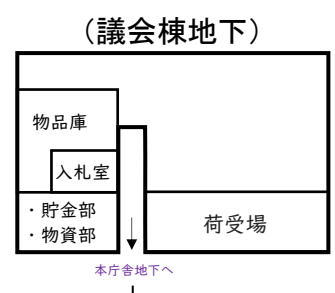 （議会棟地下）
物品庫
入札室
・貯金部
・物資部
荷受場
本庁舎地下へ